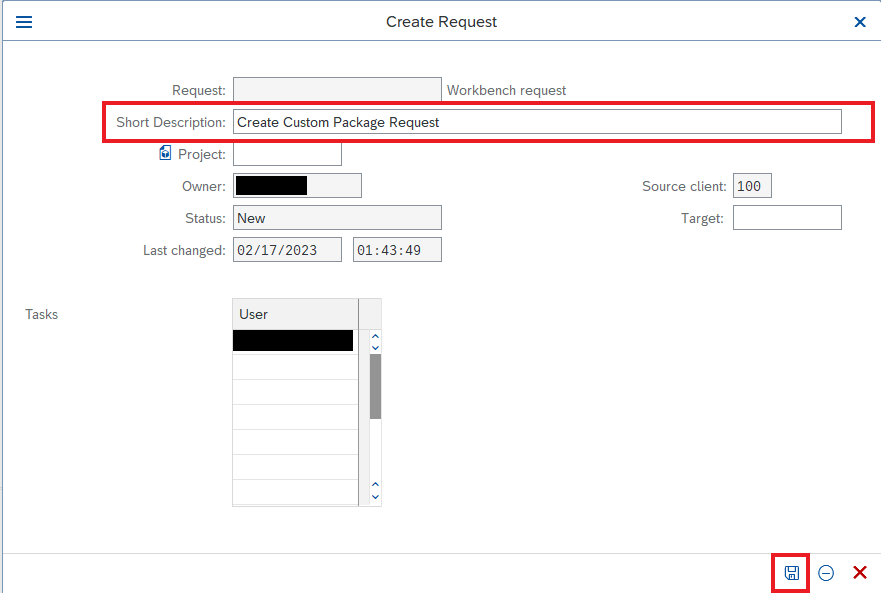 Create Request
Request: Workbench request
Short Description: Create Custom Package Request
Project:
Owner: Source client: 100
Status: New Target:
Last changed: 02/17/2023 01:43:49
Tasks User